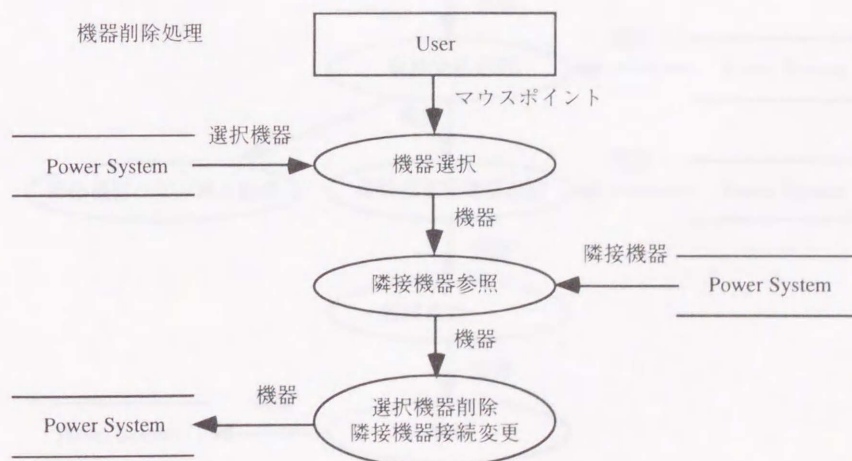 機器削除処理
User
マウスポイント
選択機器
Power System
機器選択
機器
隣接機器
隣接機器参照
Power System
機器
機器
選択機器削除
隣接機器接続変更
Power System